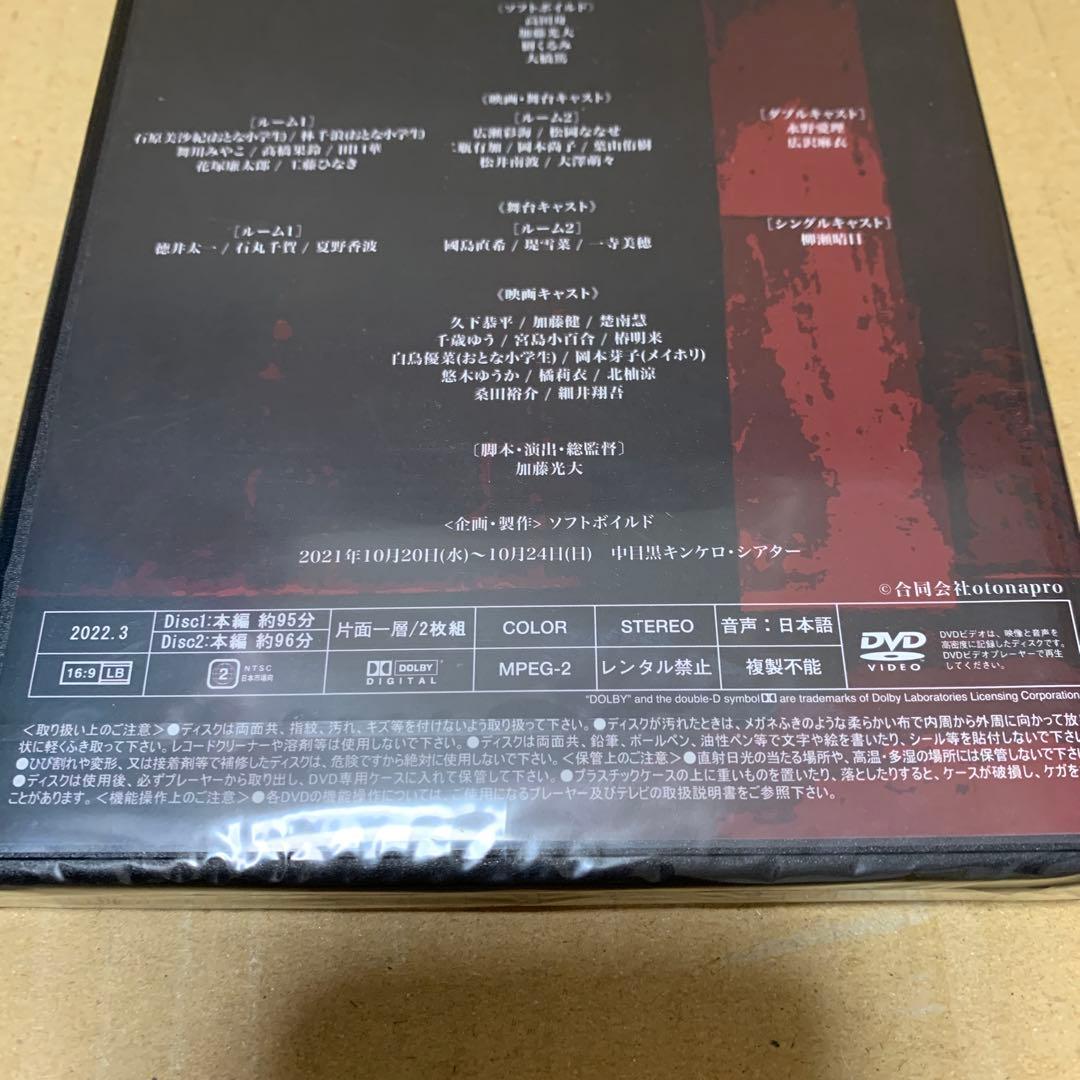 〈ソフトボイルド〉
加藤光大
樹くるみ
大橋篤
《映画・舞台キャスト》
［ルーム1］
石原美沙紀(おとな小学生) / 林千浪(おとな小学生)
舞川みやこ / 高橋果鈴 / 田口華
花塚廉太郎 / 工藤ひなき
［ルーム2］
広瀬彩海 / 松岡ななせ
二瓶有加 / 岡本尚子 / 葉山侑樹
松井南波 / 大澤萌々
［ダブルキャスト］
永野愛理
広沢麻衣
《舞台キャスト》
［ルーム1］
徳井太一 / 石丸千賀 / 夏野香波
［ルーム2］
國島直希 / 堤雪菜 / 一寺美穂
［シングルキャスト］
柳瀬晴日
《映画キャスト》
久下恭平 / 加藤健 / 楚南慧
千歳ゆう / 宮島小百合 / 椿明来
白鳥優菜(おとな小学生) / 岡本芽子(メイホリ)
悠木ゆうか / 橘莉衣 / 北柚涼
桑田裕介 / 細井翔吾
〔脚本・演出・総監督〕
加藤光大
<企画・製作> ソフトボイルド
2021年10月20日(水)～10月24日(日) 中目黒キンケロ・シアター
©合同会社otonapro
2022.3
Disc1:本編 約95分
Disc2:本編 約96分
片面一層/2枚組
COLOR
STEREO
音声：日本語
16:9 LB
2 NTSC 日本市場向
DOLBY DIGITAL
MPEG-2
レンタル禁止
複製不能
DVD VIDEO
DVDビデオは、映像と音声を
高密度に記録したディスクです。
DVDビデオプレーヤーで再生
してください。
"DOLBY" and the double-D symbol are trademarks of Dolby Laboratories Licensing Corporation
＜取り扱い上のご注意＞●ディスクは両面共、指紋、汚れ、キズ等を付けないよう取り扱って下さい。●ディスクが汚れたときは、メガネふきのような柔らかい布で内周から外周に向かって放
状に軽くふき取って下さい。レコードクリーナーや溶剤等は使用しないで下さい。●ディスクは両面共、鉛筆、ボールペン、油性ペン等で文字や絵を書いたり、シール等を貼付しないで下さい
●ひび割れや変形、又は接着剤等で補修したディスクは、危険ですから絶対に使用しないで下さい。＜保管上のご注意＞●直射日光の当たる場所や、高温・多湿の場所には保管しないで下さい
●ディスクは使用後、必ずプレーヤーから取り出し、DVD専用ケースに入れて保管して下さい。●プラスチックケースの上に重いものを置いたり、落としたりすると、ケースが破損し、ケガを
ことがあります。＜機能操作上のご注意＞●各DVDの機能操作については、ご使用になるプレーヤー及びテレビの取扱説明書をご参照下さい。